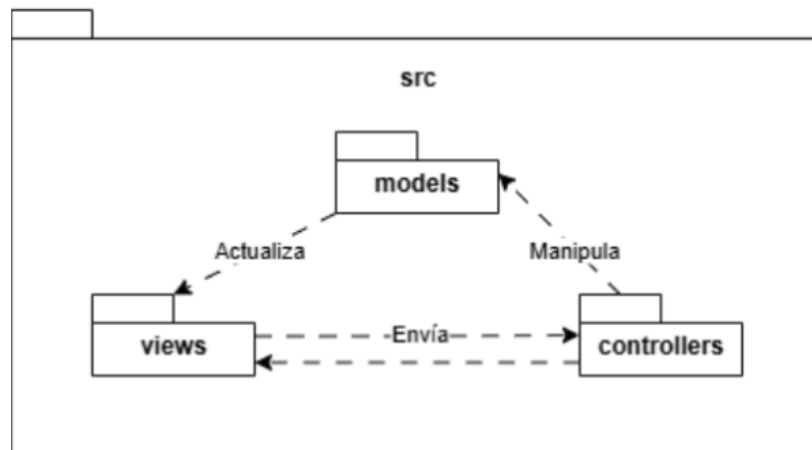 src
models
Actualiza
Manipula
views
Envía
controllers